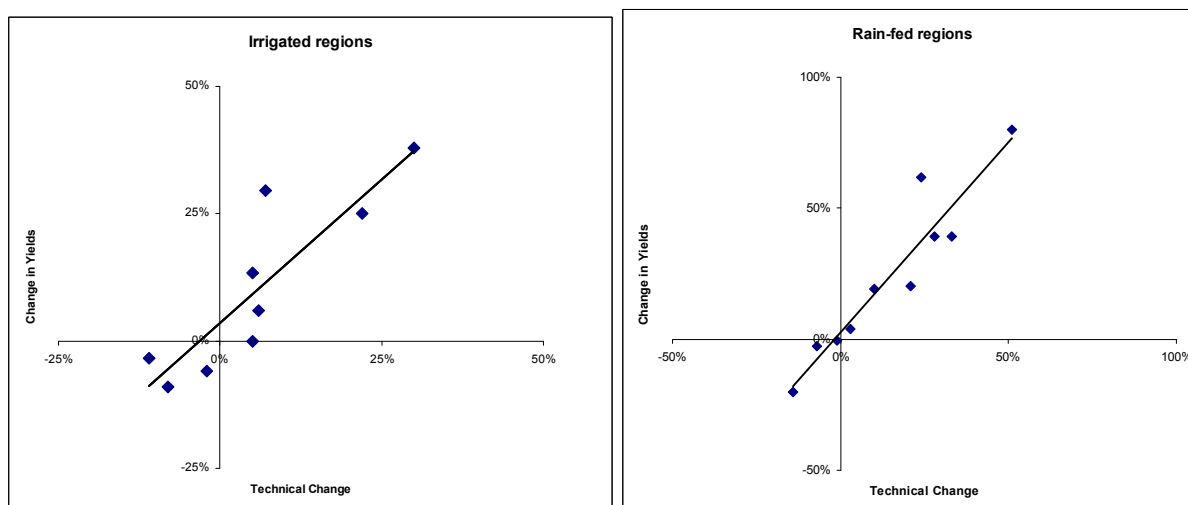 Irrigated regions
50%
25%
0%
-25%
-25%
0%
25%
50%
Change in Yields
Technical Change
Rain-fed regions
100%
50%
0%
-50%
-50%
0%
50%
100%
Change in Yields
Technical Change